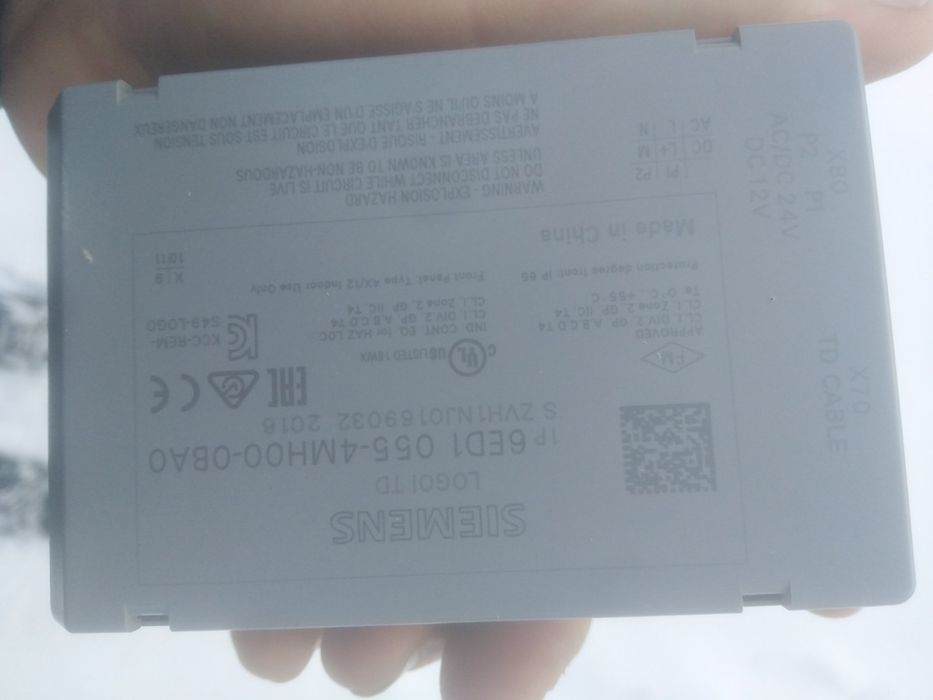 SIEMENS
LOGO! TD
1P 6ED1 055-4MH00-0BA0
S ZVH1NJ0169032 2016
EAC CE
FM
APPROVED
CL.I. DIV.2, GP. A,B,C,D T4
CL.I. Zone 2, GP. IIC, T4
Ta: 0°C...+55°C
Protection degree front: IP 65
Made in China
c UL US LISTED 18WX
IND. CONT. EQ. for HAZ.LOC.
CL.I. DIV.2, GP. A,B,C,D T4
CL.I. Zone 2, GP. IIC, T4
Front Panel: Type 4X/12 Indoor Use Only
KCC-REM-
S49-LOGO
X 9
10 11
WARNING - EXPLOSION HAZARD
DO NOT DISCONNECT WHILE CIRCUIT IS LIVE
UNLESS AREA IS KNOWN TO BE NON-HAZARDOUS
AVERTISSEMENT - RISQUE D'EXPLOSION
NE PAS DEBRANCHER TANT QUE LE CIRCUIT EST SOUS TENSION
A MOINS QU'IL NE S'AGISSE D'UN EMPLACEMENT NON DANGEREUX
P1 P2
DC L+ M
AC L N
X70
TD CABLE
X80
P2 P1
AC/DC 24V
DC 12V